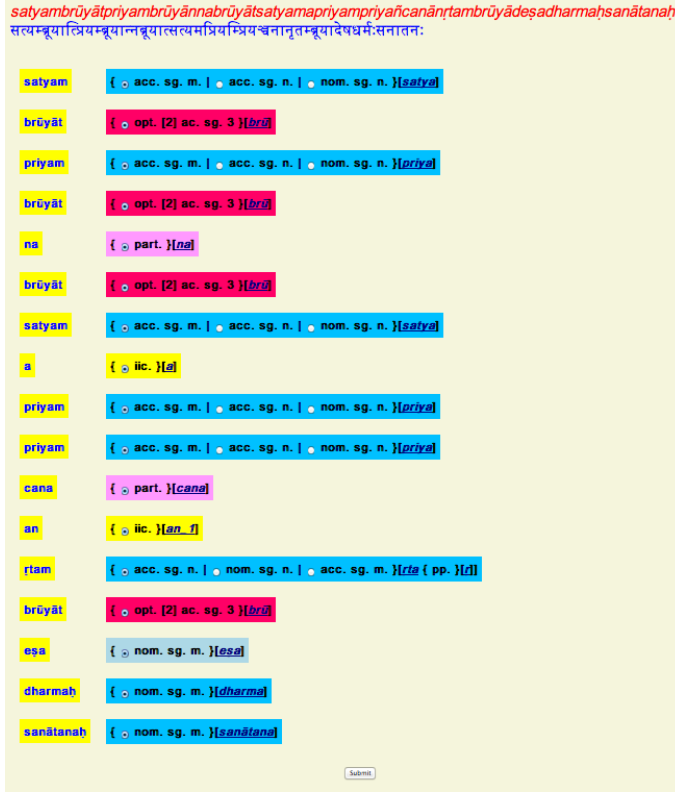 satyambrūyātpriyambrūyānnabrūyātsatyamapriyampriyañcanānṛtambrūyādeṣadharmaḥsanātanaḥ
सत्यम्ब्रूयात्प्रियम्ब्रूयान्नब्रूयात्सत्यमप्रियम्प्रियञ्चनानृतम्ब्रूयादेषधर्मःसनातनः
satyam { acc. sg. m. | acc. sg. n. | nom. sg. n. }[satya]
brūyāt { opt. [2] ac. sg. 3 }[brū]
priyam { acc. sg. m. | acc. sg. n. | nom. sg. n. }[priya]
brūyāt { opt. [2] ac. sg. 3 }[brū]
na { part. }[na]
brūyāt { opt. [2] ac. sg. 3 }[brū]
satyam { acc. sg. m. | acc. sg. n. | nom. sg. n. }[satya]
a { iic. }[a]
priyam { acc. sg. m. | acc. sg. n. | nom. sg. n. }[priya]
priyam { acc. sg. m. | acc. sg. n. | nom. sg. n. }[priya]
cana { part. }[cana]
an { iic. }[an_1]
ṛtam { acc. sg. n. | nom. sg. n. | acc. sg. m. }[ṛta { pp. }[ṛ]]
brūyāt { opt. [2] ac. sg. 3 }[brū]
eṣa { nom. sg. m. }[eṣa]
dharmaḥ { nom. sg. m. }[dharma]
sanātanaḥ { nom. sg. m. }[sanātana]
Submit